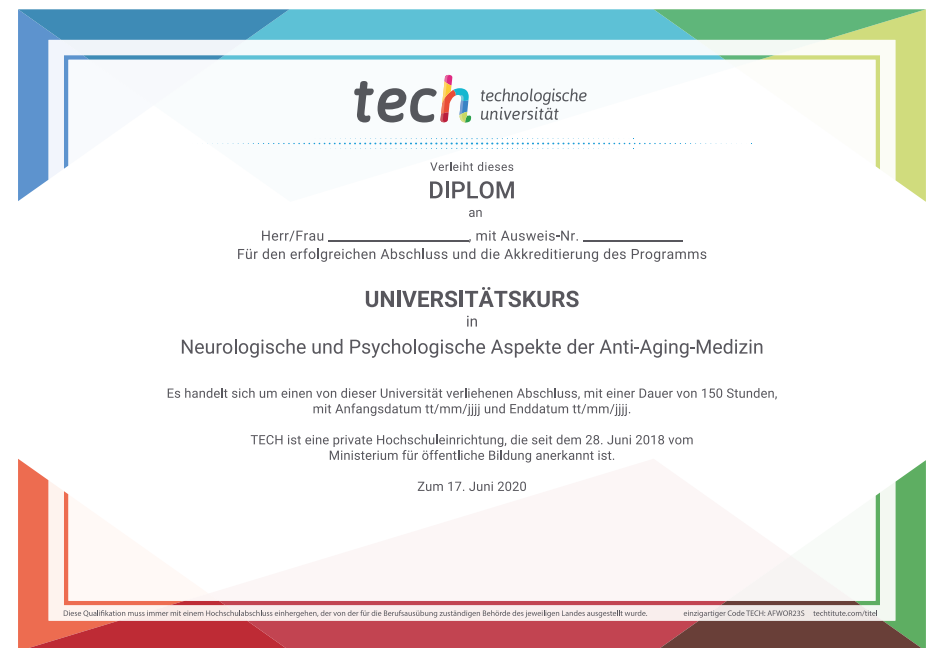 tech technologische
universität
Verleiht dieses
DIPLOM
an
Herr/Frau ____________________, mit Ausweis-Nr. ______________
Für den erfolgreichen Abschluss und die Akkreditierung des Programms
UNIVERSITÄTSKURS
in
Neurologische und Psychologische Aspekte der Anti-Aging-Medizin
Es handelt sich um einen von dieser Universität verliehenen Abschluss, mit einer Dauer von 150 Stunden,
mit Anfangsdatum tt/mm/jjjj und Enddatum tt/mm/jjjj.
TECH ist eine private Hochschuleinrichtung, die seit dem 28. Juni 2018 vom
Ministerium für öffentliche Bildung anerkannt ist.
Zum 17. Juni 2020
Diese Qualifikation muss immer mit einem Hochschulabschluss einhergehen, der von der für die Berufsausübung zuständigen Behörde des jeweiligen Landes ausgestellt wurde. einzigartiger Code TECH: AFWOR23S techtitute.com/titel